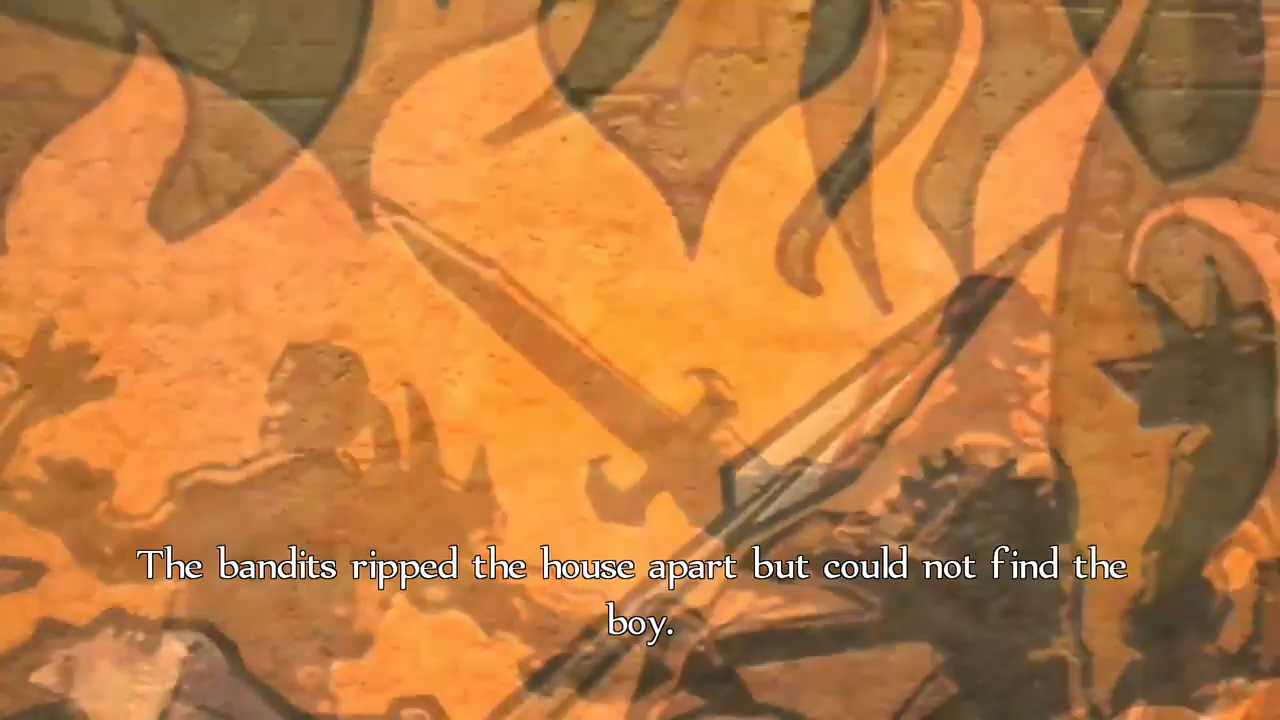 The bandits ripped the house apart but could not find the
boy.